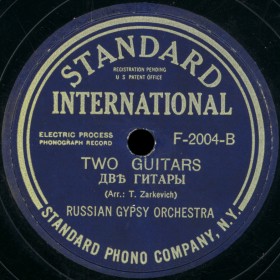 STANDARD
REGISTRATION PENDING
U S PATENT OFFICE
INTERNATIONAL
ELECTRIC PROCESS
PHONOGRAPH RECORD
F-2004-B
TWO GUITARS
ДВѢ ГИТАРЫ
(Arr.: T. Zarkevich)
RUSSIAN GYPSY ORCHESTRA
STANDARD PHONO COMPANY, N.Y.